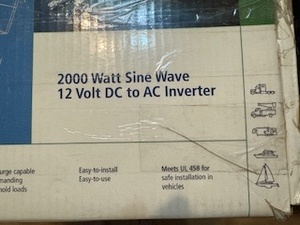 2000 Watt Sine Wave
12 Volt DC to AC Inverter
urge capable
manding
hold loads
Easy-to-install
Easy-to-use
Meets UL 458 for
safe installation in
vehicles